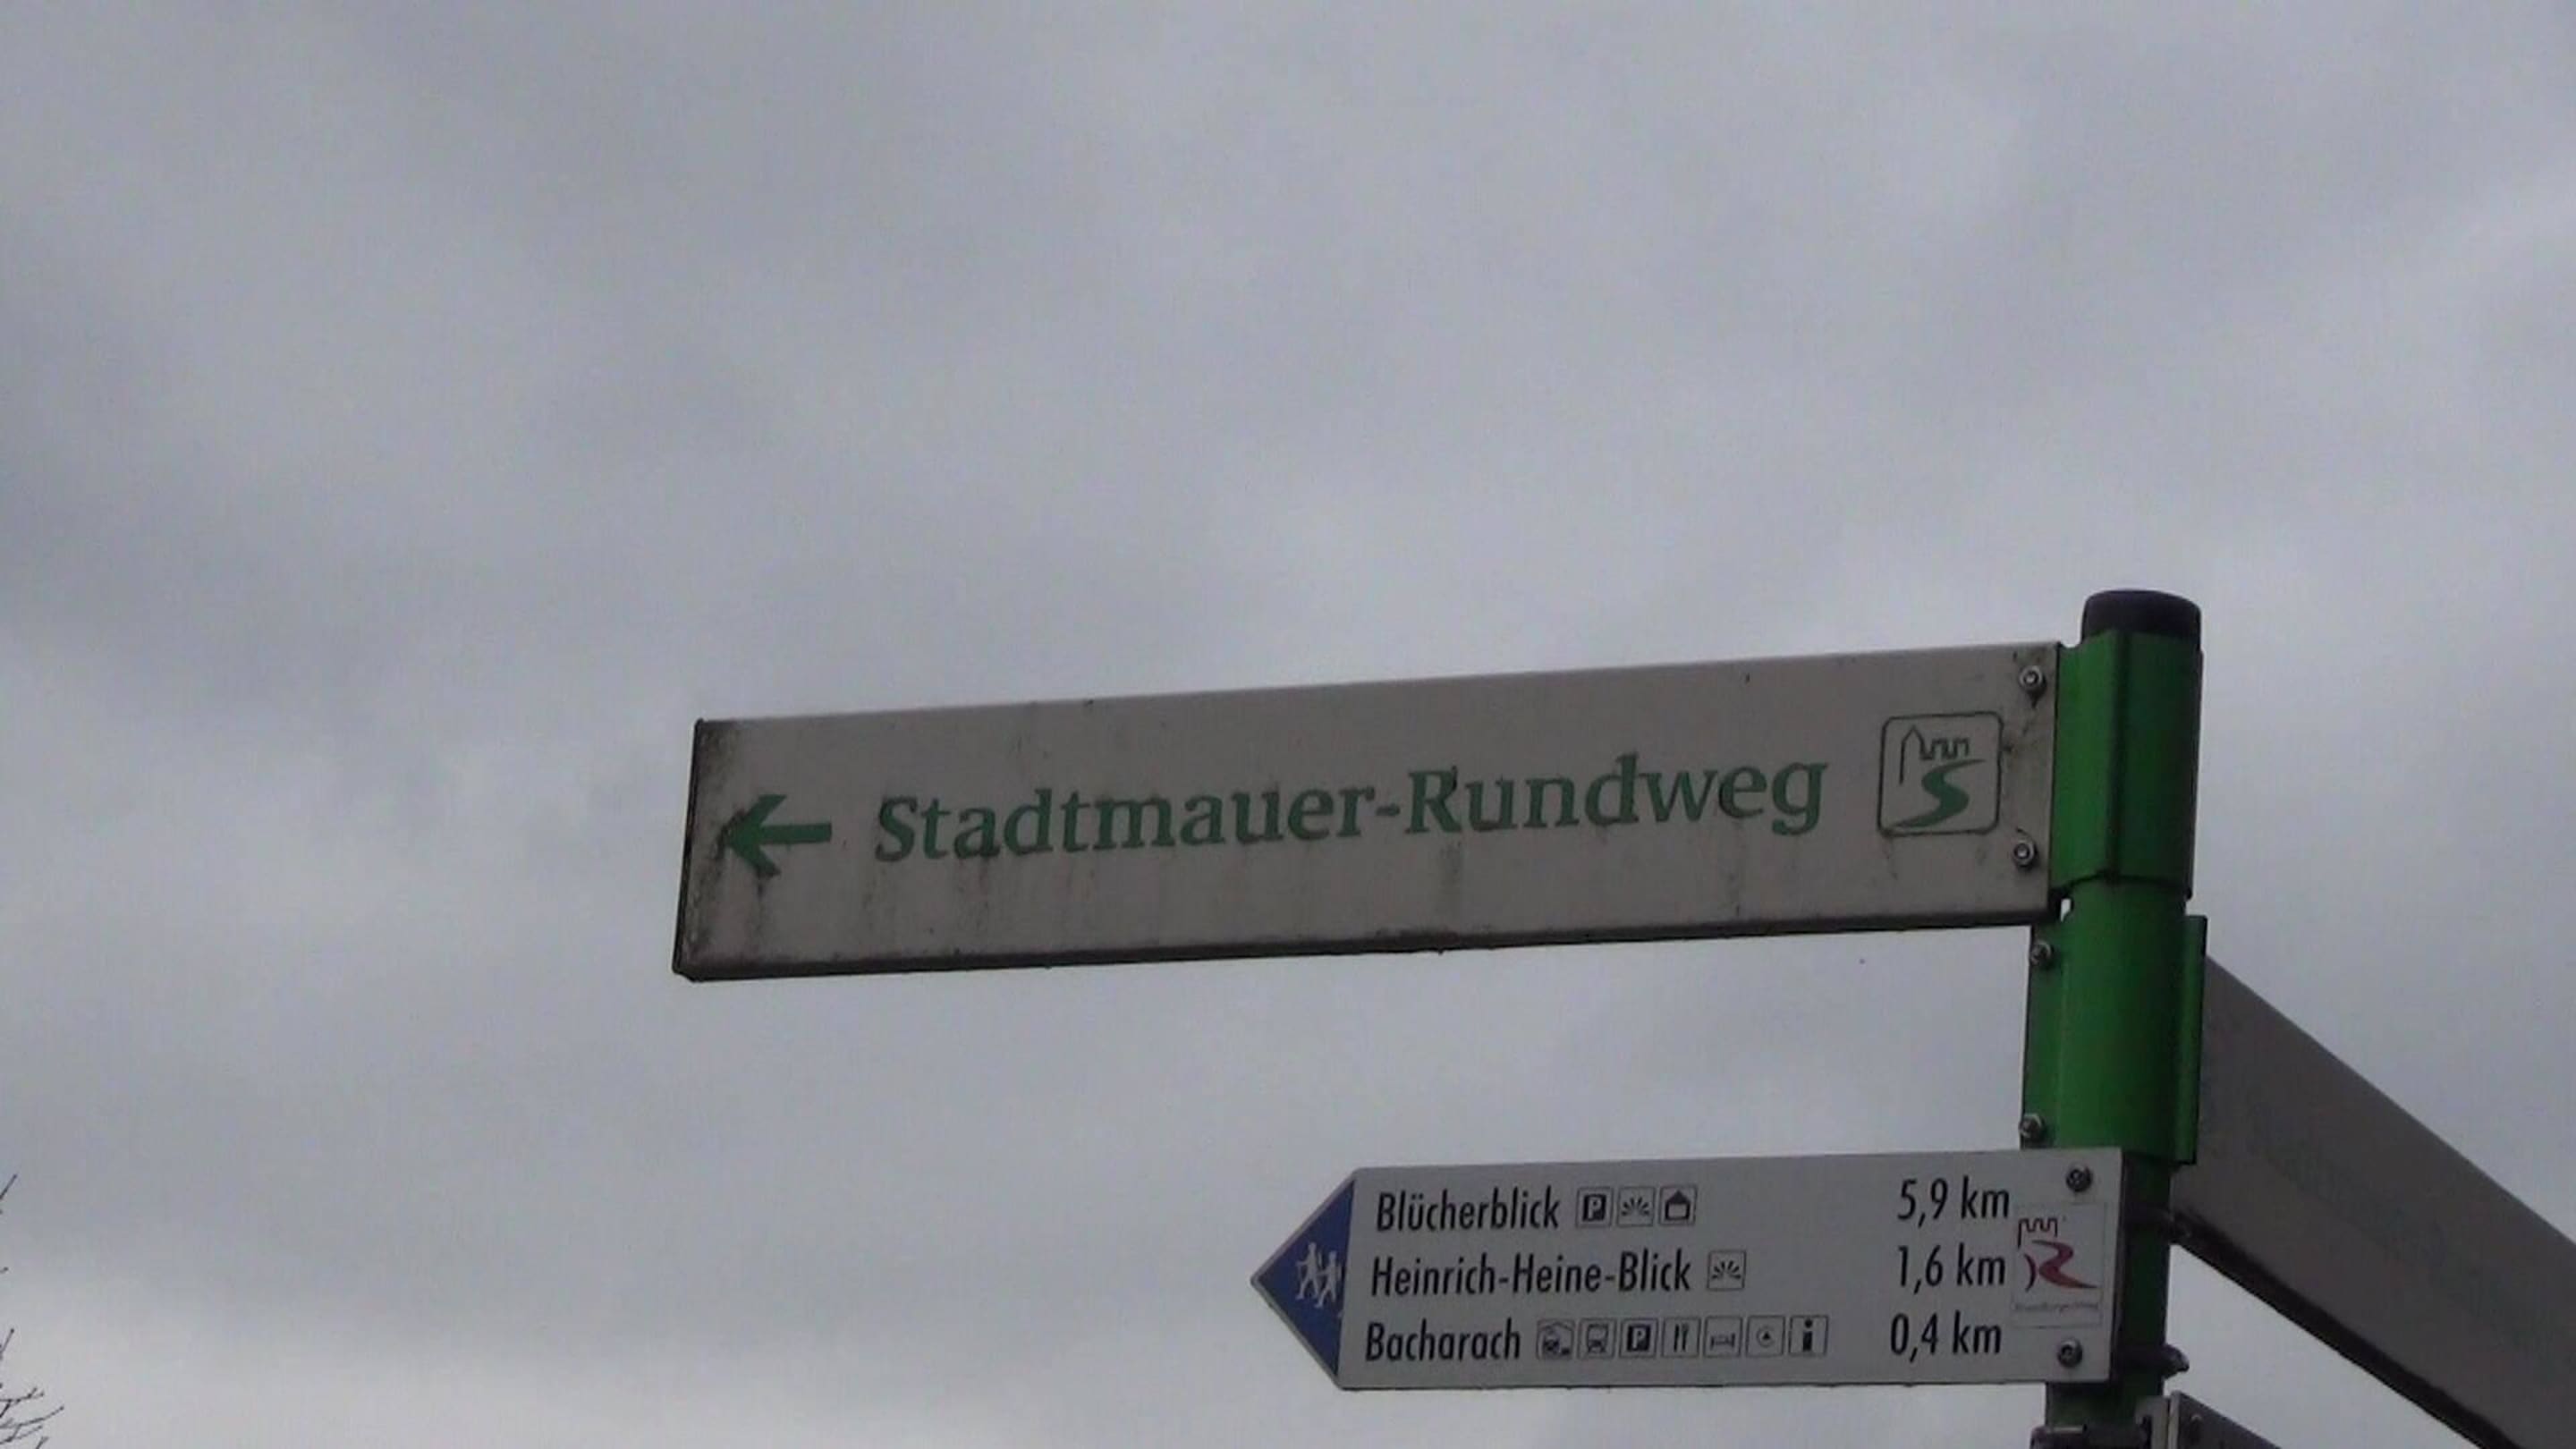 Stadtmauer-Rundweg
Blücherblick P 5,9 km
Heinrich-Heine-Blick 1,6 km
Bacharach P i 0,4 km